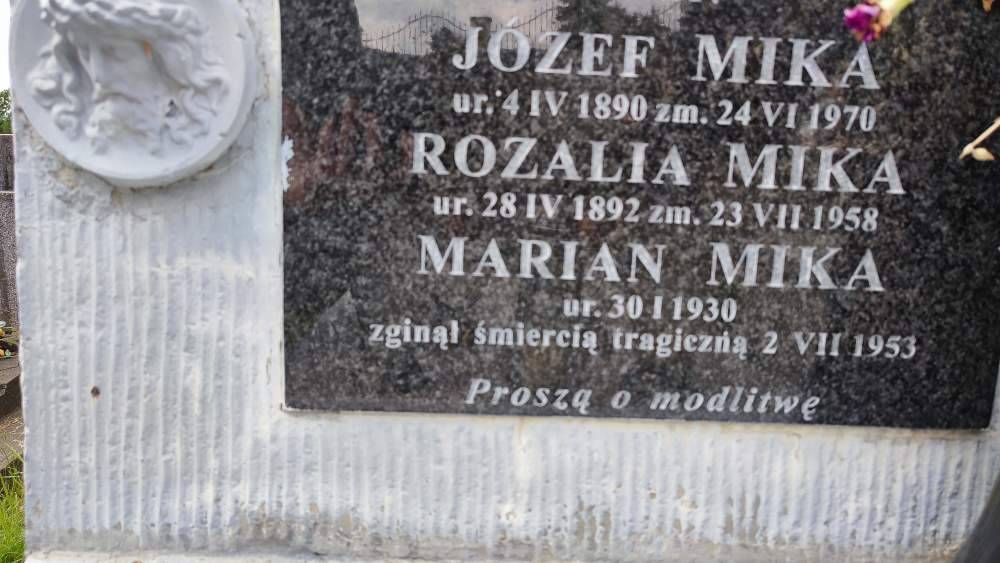 JÓZEF MIKA
ur. 4 IV 1890 zm. 24 VI 1970
ROZALIA MIKA
ur. 28 IV 1892 zm. 23 VII 1958
MARIAN MIKA
ur. 30 I 1930
zginął śmiercią tragiczną 2 VII 1953
Proszą o modlitwę